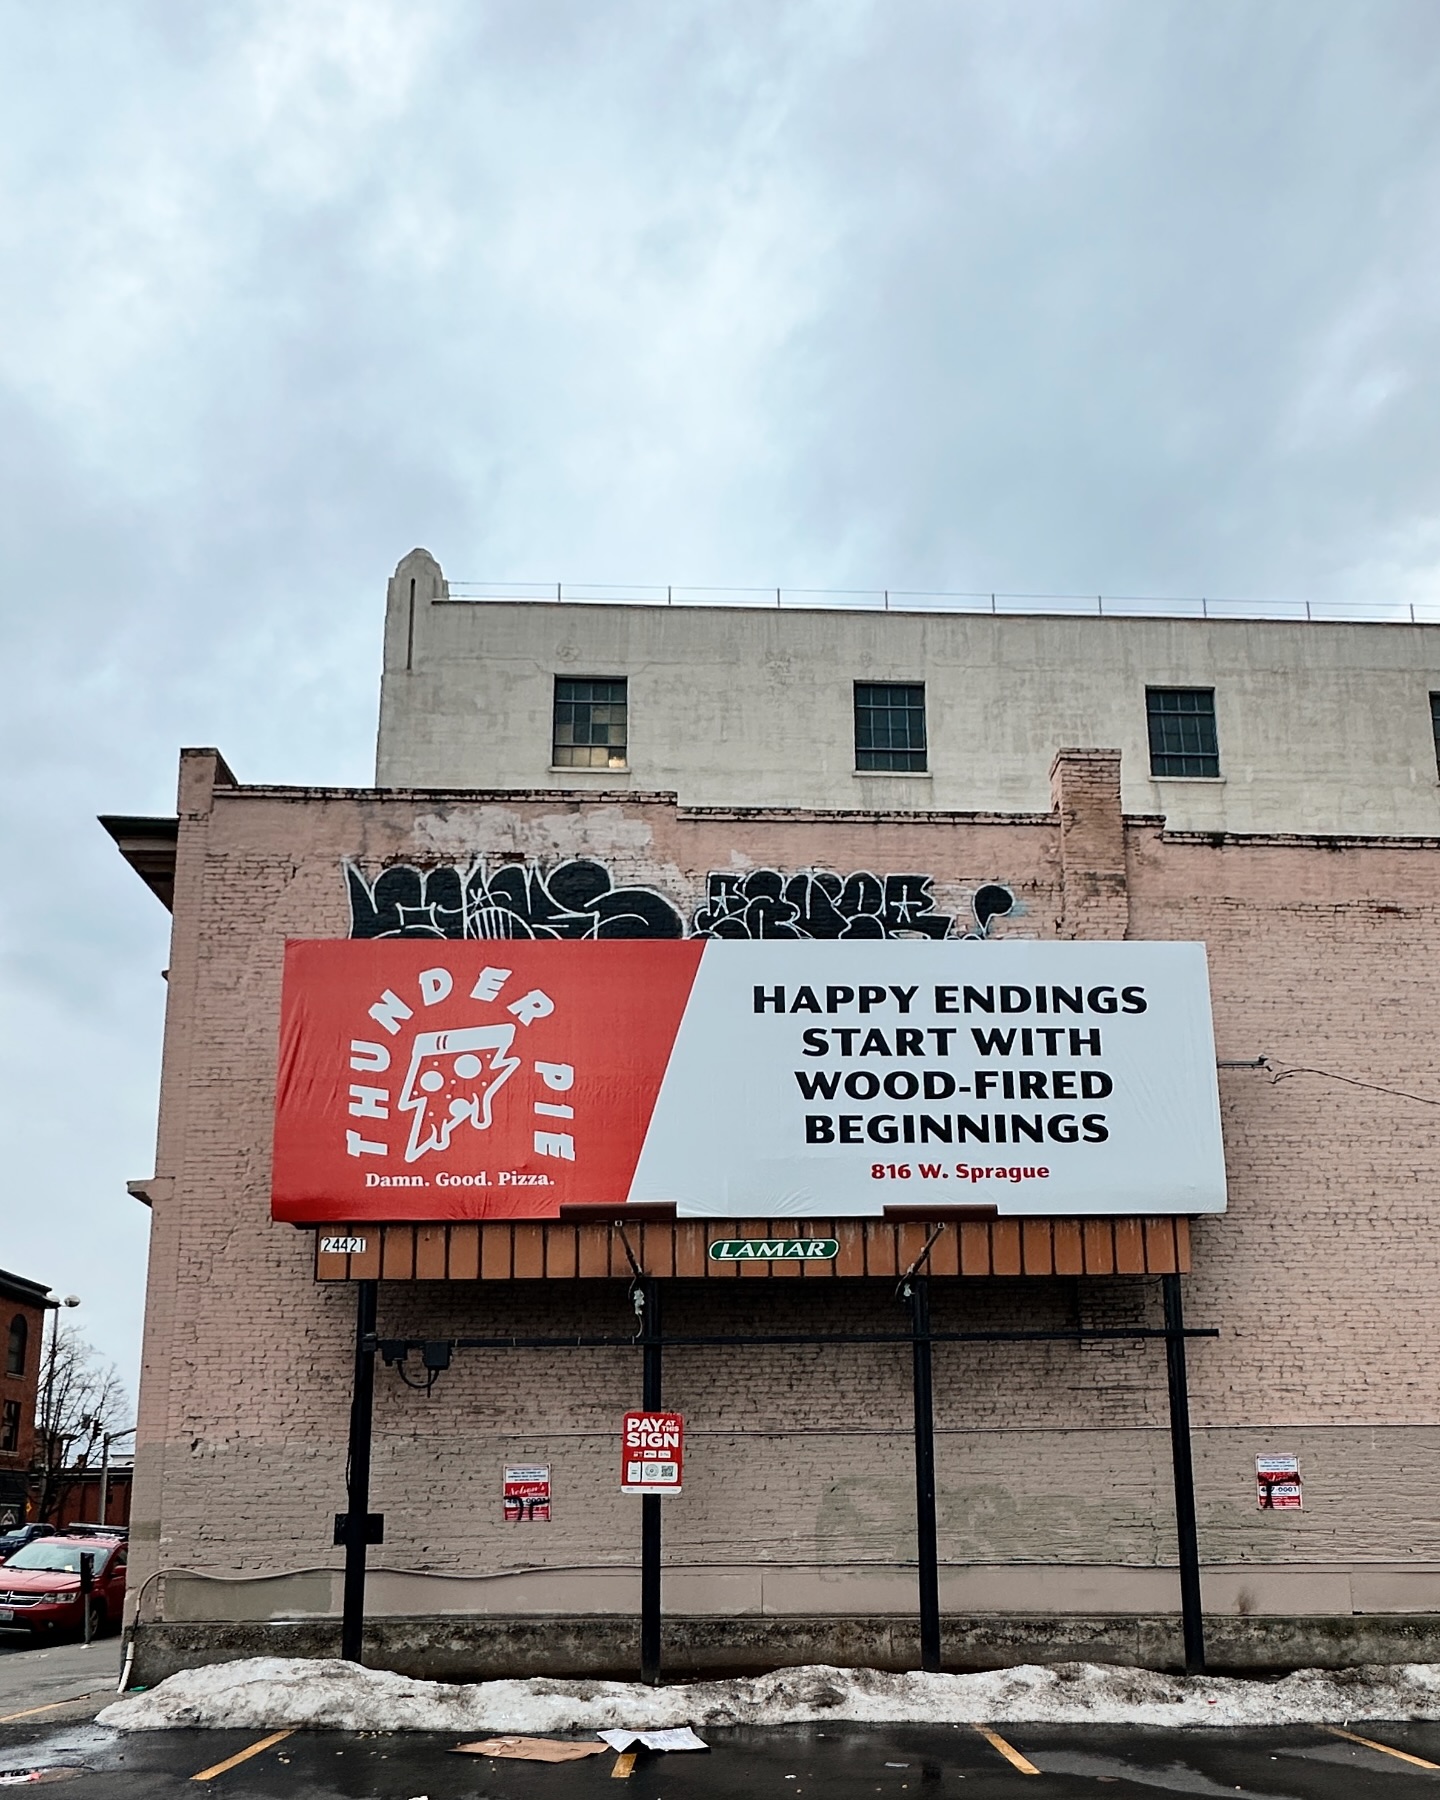 THUNDER PIE
Damn. Good. Pizza.
HAPPY ENDINGS
START WITH
WOOD-FIRED
BEGINNINGS
816 W. Sprague
24421
LAMAR
PAY AT THIS
SIGN
Nelson's